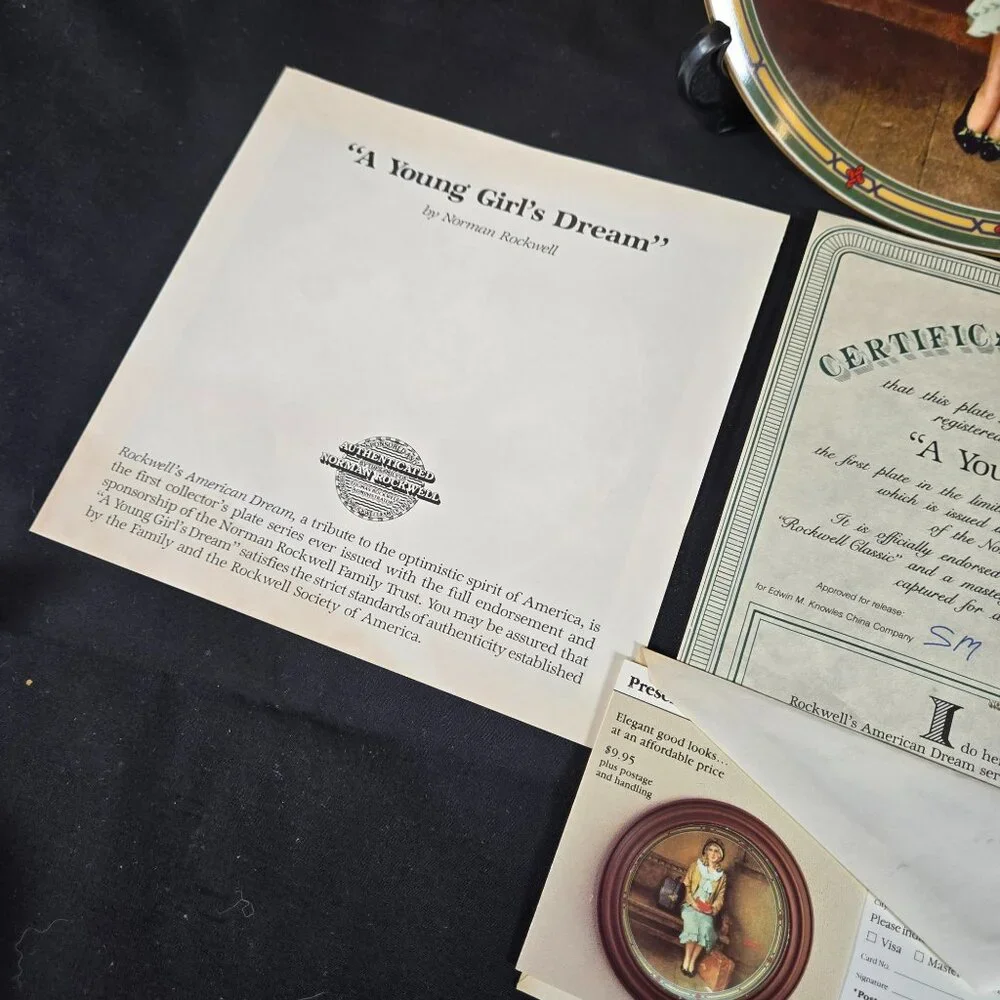 “A Young Girl’s Dream”
by Norman Rockwell
AUTHENTICATED
NORMAN ROCKWELL
Rockwell’s American Dream, a tribute to the optimistic spirit of America, is
the first collector’s plate series ever issued with the full endorsement and
sponsorship of the Norman Rockwell Family Trust. You may be assured that
“A Young Girl’s Dream” satisfies the strict standards of authenticity established
by the Family and the Rockwell Society of America.
CERTIFICA
that this plate
registered
“A You
the first plate in the limi
which is issued
of the No
It is officially endorsed
“Rockwell Classic” and a maste
captured for a
Approved for release:
for Edwin M. Knowles China Company
SM
I do he
Rockwell’s American Dream ser
Prese
Elegant good looks...
at an affordable price
$9.95
plus postage
and handling
Please indi
Visa
Maste
Card No.
Signature
*Pos